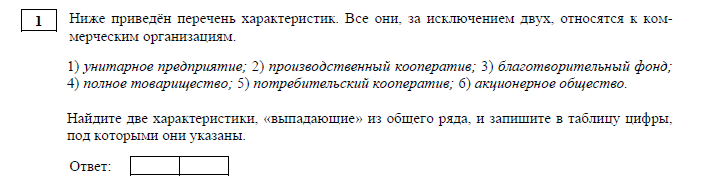 1
Ниже приведён перечень характеристик. Все они, за исключением двух, относятся к ком-
мерческим организациям.
1) унитарное предприятие; 2) производственный кооператив; 3) благотворительный фонд;
4) полное товарищество; 5) потребительский кооператив; 6) акционерное общество.
Найдите две характеристики, «выпадающие» из общего ряда, и запишите в таблицу цифры,
под которыми они указаны.
Ответ: